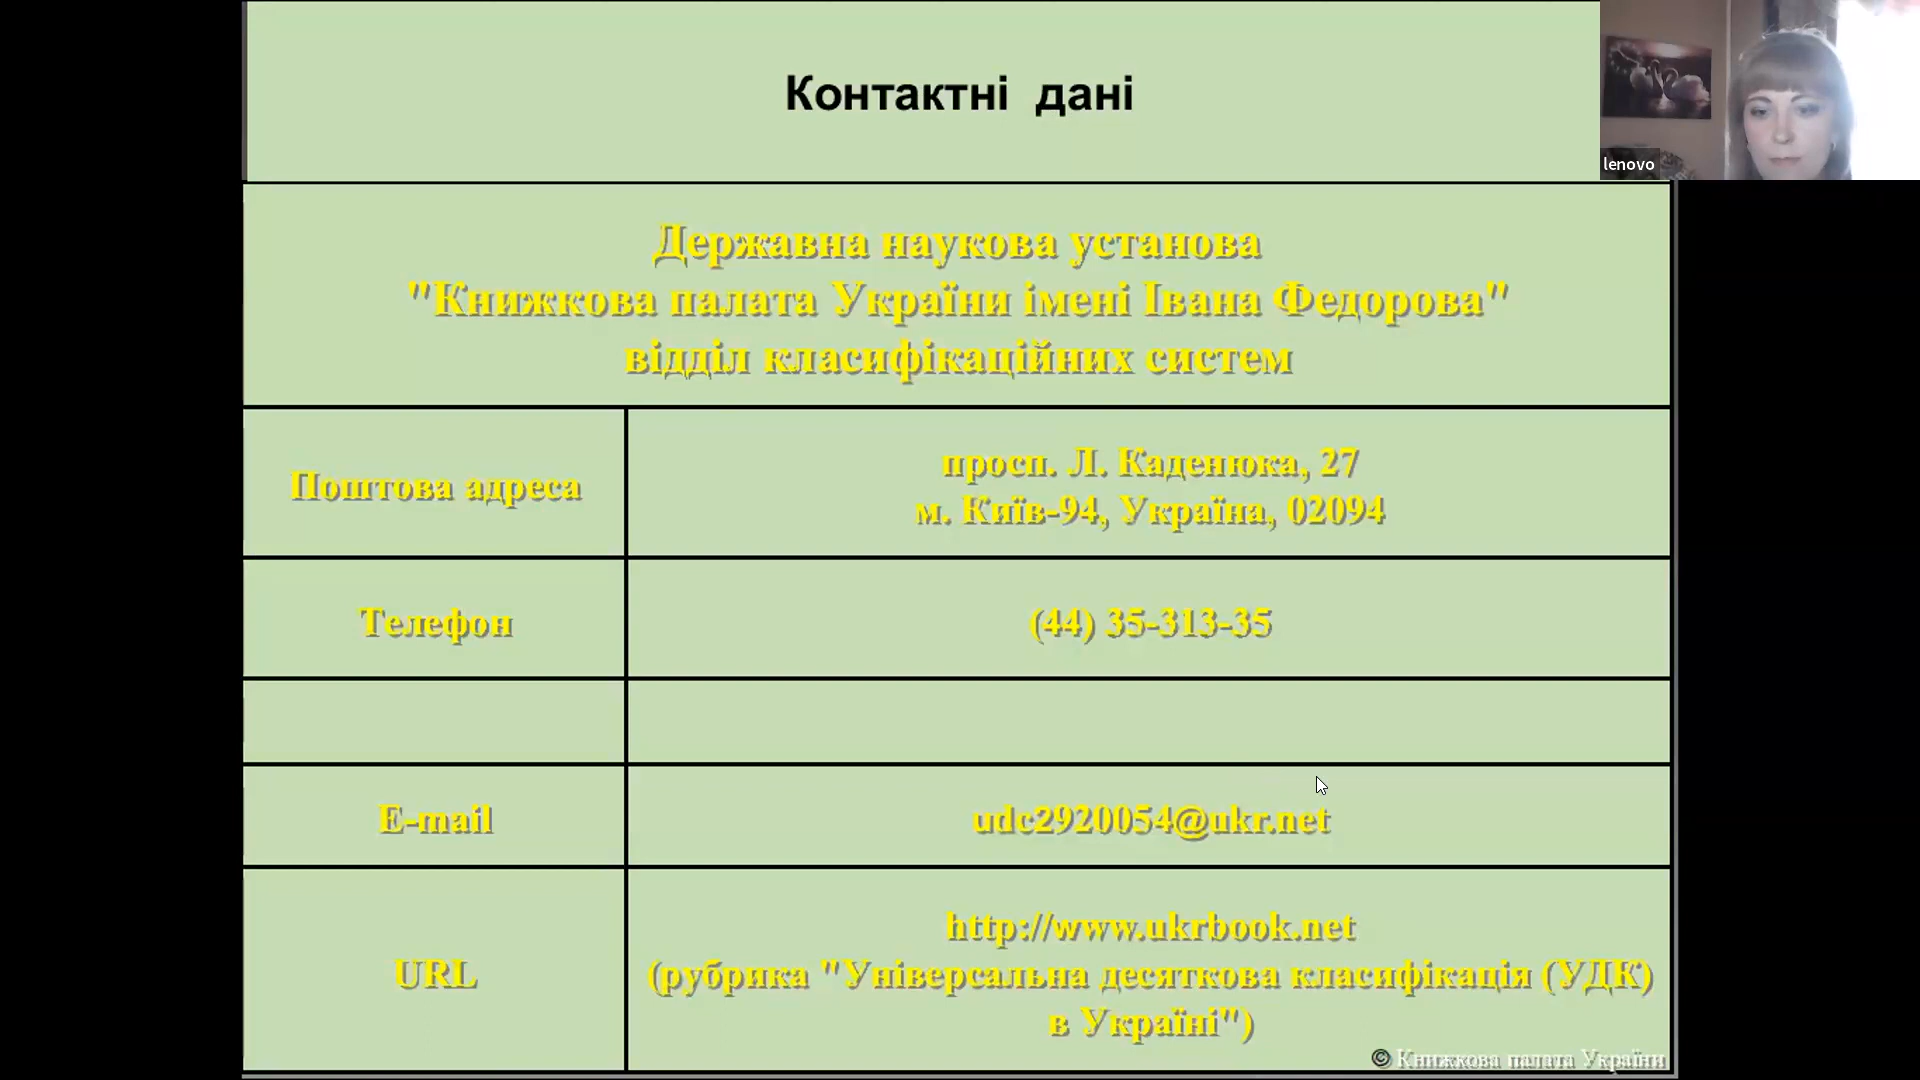 Контактні дані
lenovo
Державна наукова установа
"Книжкова палата України імені Івана Федорова"
відділ класифікаційних систем
Поштова адреса
просп. Л. Каденюка, 27
м. Київ-94, Україна, 02094
Телефон
(44) 35-313-35
E-mail
udc2920054@ukr.net
URL
http://www.ukrbook.net
(рубрика "Універсальна десяткова класифікація (УДК)
в Україні")
© Книжкова палата України